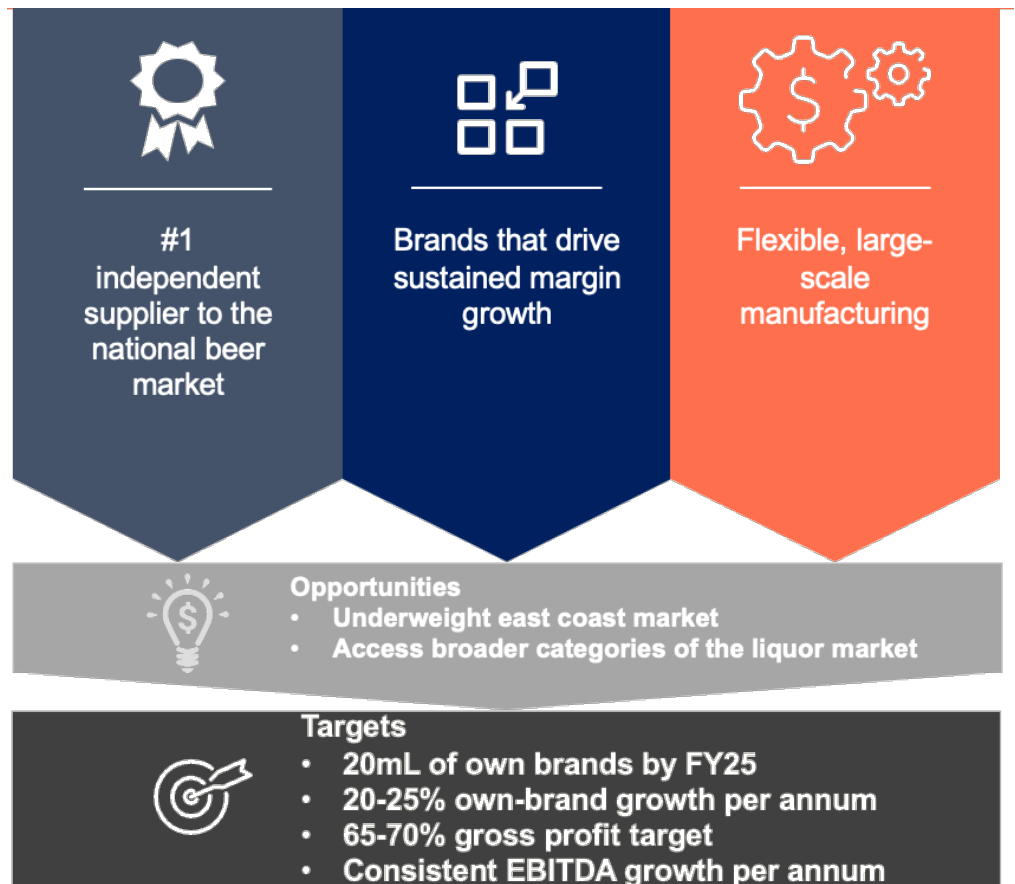 #1
independent
supplier to the
national beer
market
Brands that drive
sustained margin
growth
Flexible, large-
scale
manufacturing
Opportunities
• Underweight east coast market
• Access broader categories of the liquor market
Targets
• 20mL of own brands by FY25
• 20-25% own-brand growth per annum
• 65-70% gross profit target
• Consistent EBITDA growth per annum